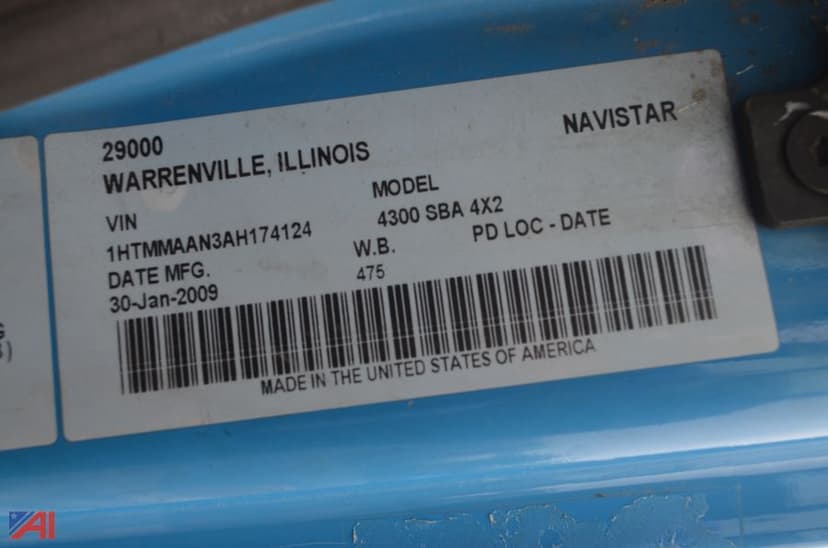 29000
NAVISTAR
WARRENVILLE, ILLINOIS
VIN
MODEL
1HTMMAAN3AH174124
4300 SBA 4X2
DATE MFG.
W.B.
PD LOC - DATE
30-Jan-2009
475
MADE IN THE UNITED STATES OF AMERICA
AI